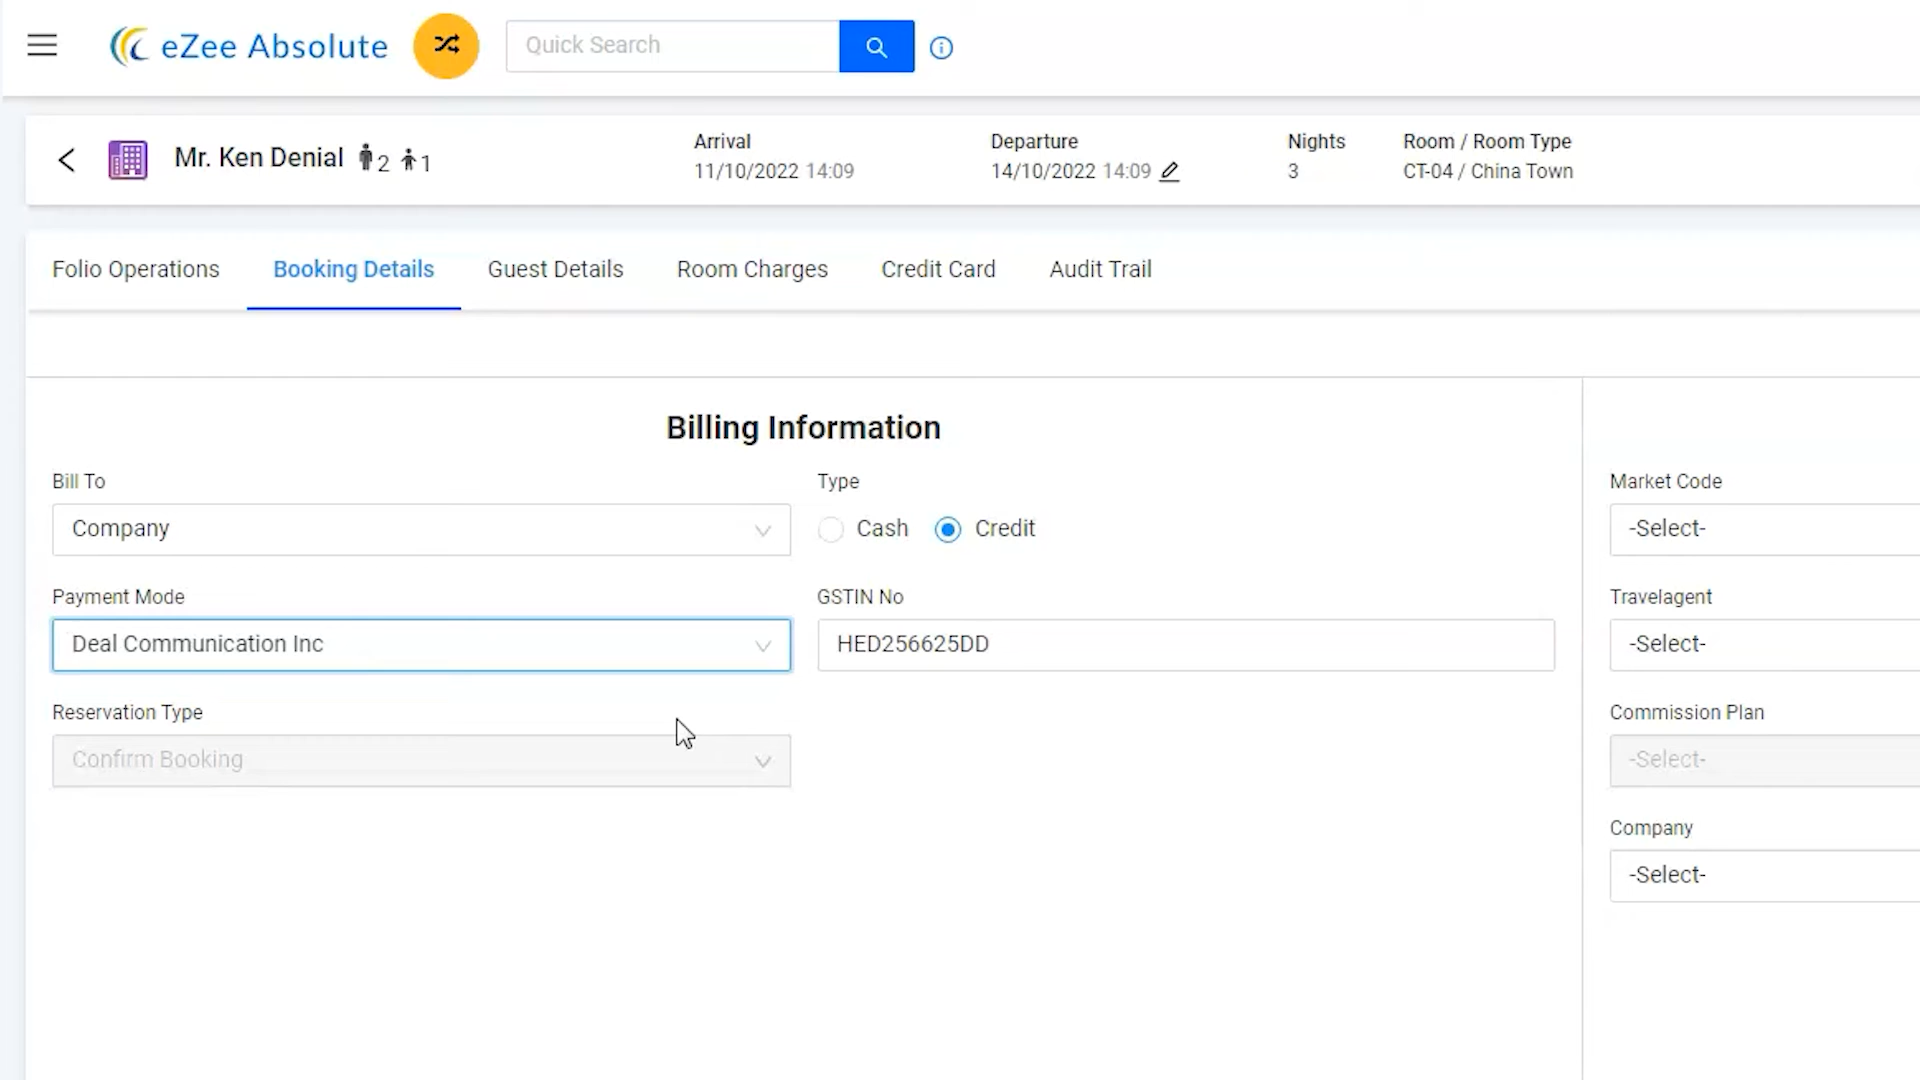 eZee Absolute
Quick Search
Mr. Ken Denial 2 1
Arrival
11/10/2022 14:09
Departure
14/10/2022 14:09
Nights
3
Room / Room Type
CT-04 / China Town
Folio Operations
Booking Details
Guest Details
Room Charges
Credit Card
Audit Trail
Billing Information
Bill To
Company
Type
Cash
Credit
Payment Mode
Deal Communication Inc
GSTIN No
HED256625DD
Reservation Type
Confirm Booking
Market Code
-Select-
Travelagent
-Select-
Commission Plan
-Select-
Company
-Select-